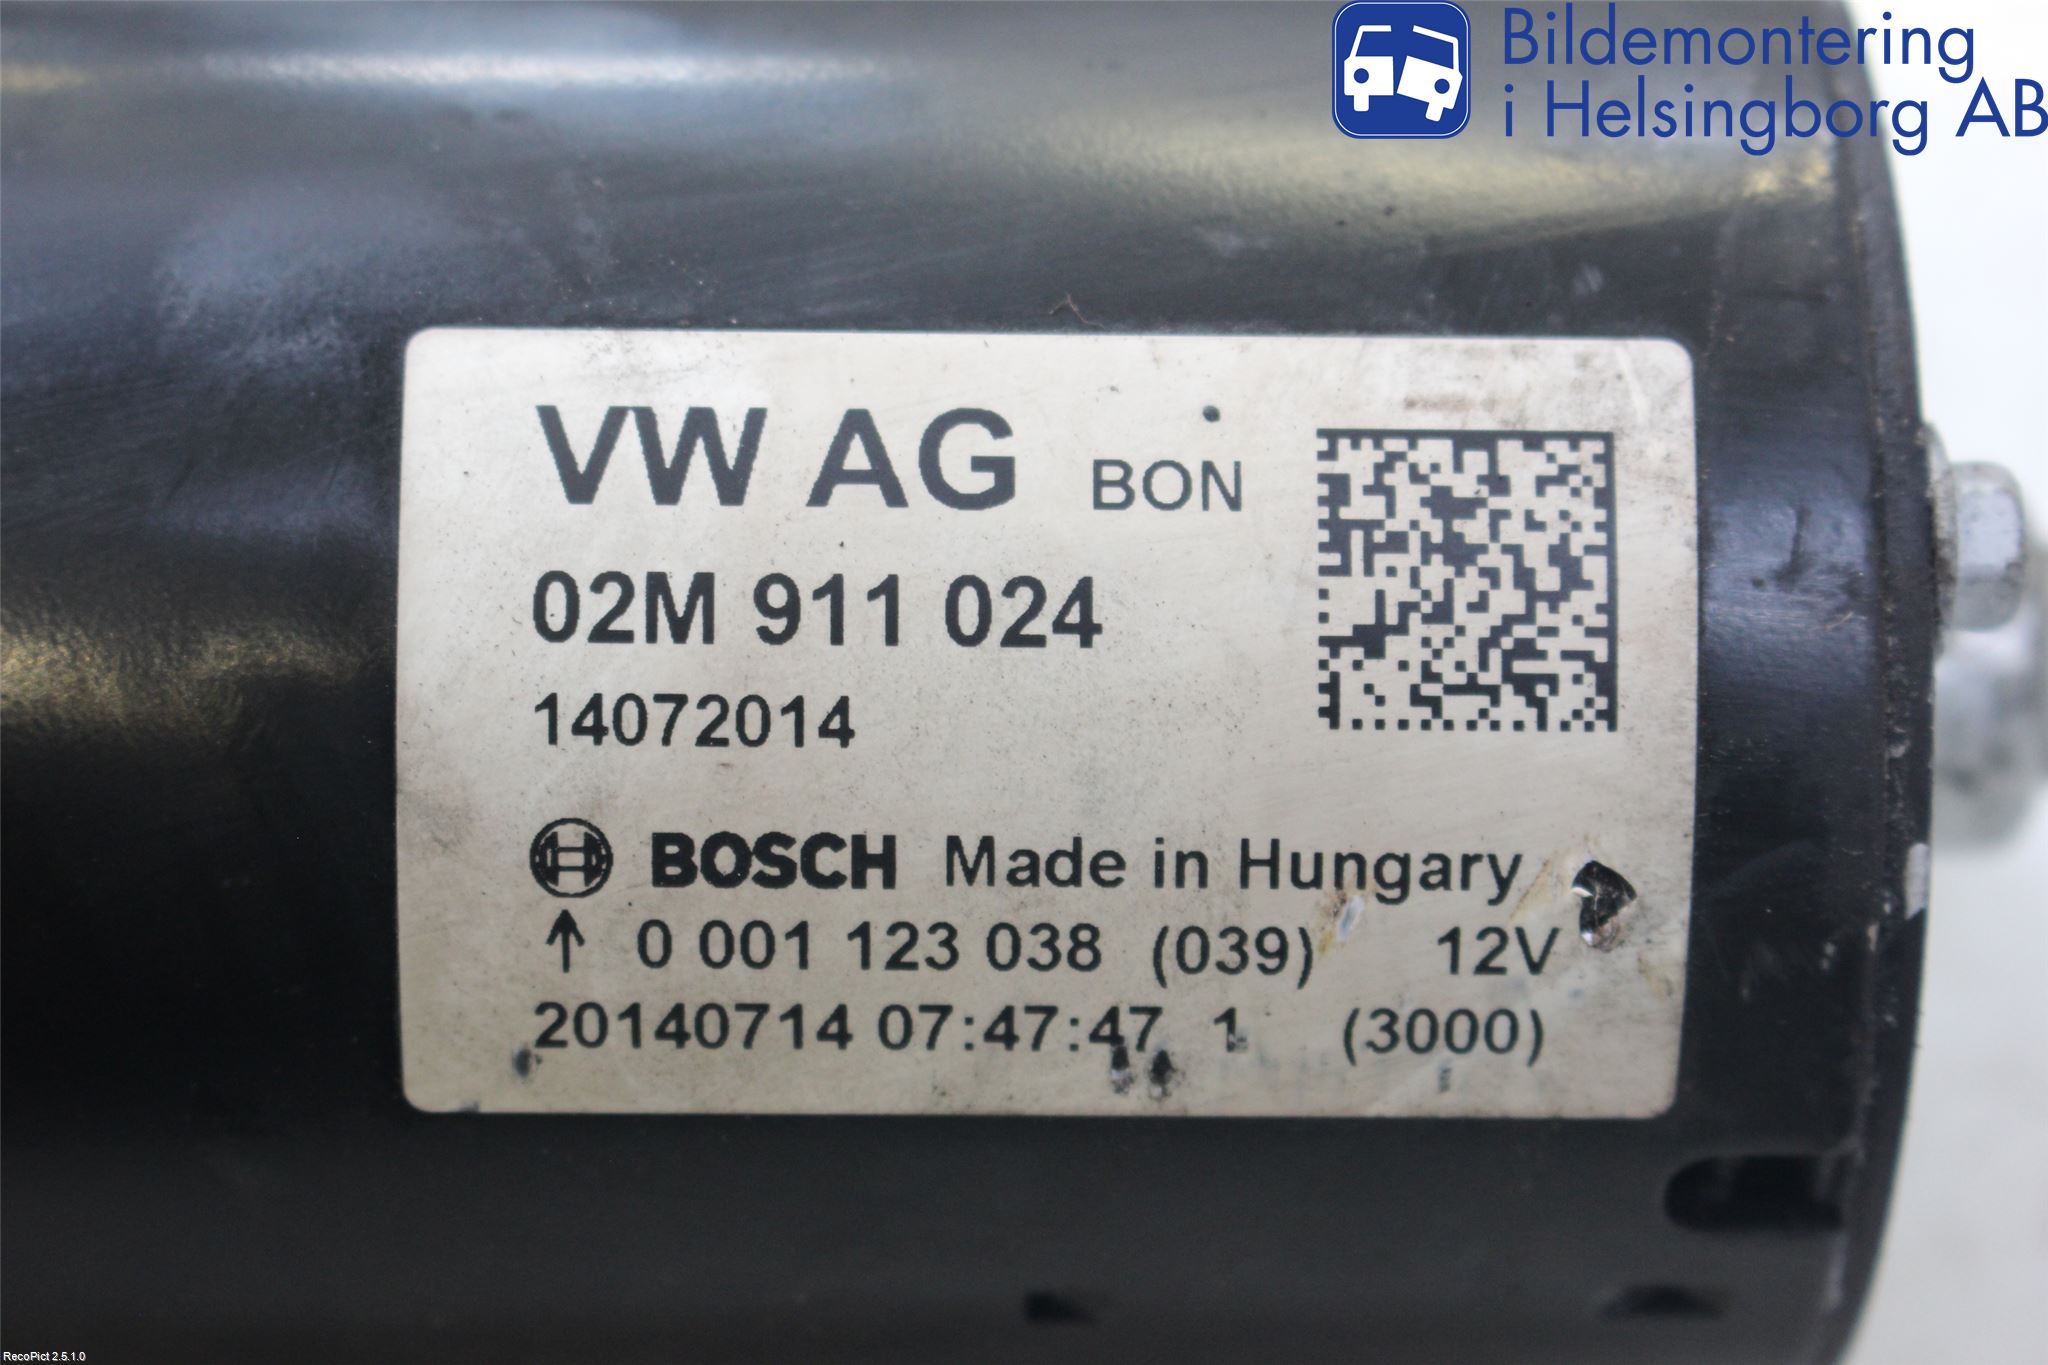 Bildemontering
i Helsingborg AB
VW AG BON
02M 911 024
14072014
BOSCH Made in Hungary
↑ 0 001 123 038 (039) 12V
20140714 07:47:47 1 (3000)
RecoPict 2.5.1.0